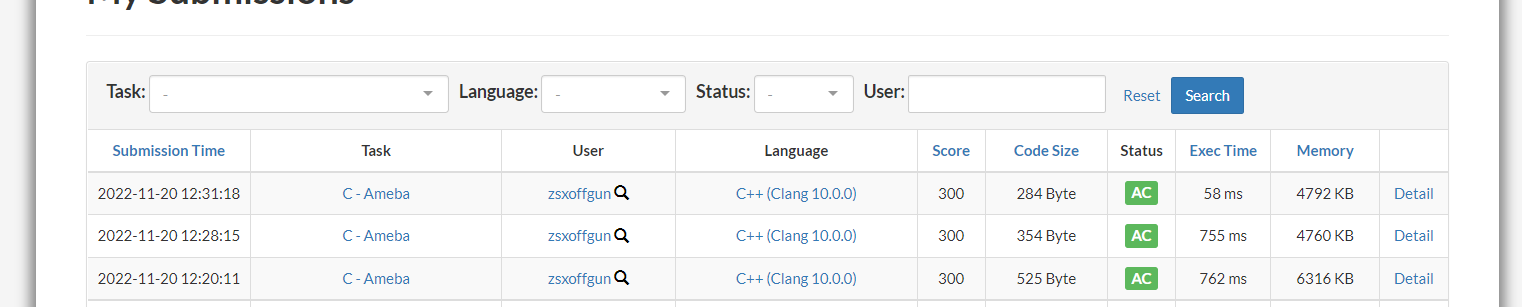 My Submissions
Task: - Language: - Status: - User: Reset Search
Submission Time Task User Language Score Code Size Status Exec Time Memory
2022-11-20 12:31:18 C - Ameba zsxoffgun C++ (Clang 10.0.0) 300 284 Byte AC 58 ms 4792 KB Detail
2022-11-20 12:28:15 C - Ameba zsxoffgun C++ (Clang 10.0.0) 300 354 Byte AC 755 ms 4760 KB Detail
2022-11-20 12:20:11 C - Ameba zsxoffgun C++ (Clang 10.0.0) 300 525 Byte AC 762 ms 6316 KB Detail